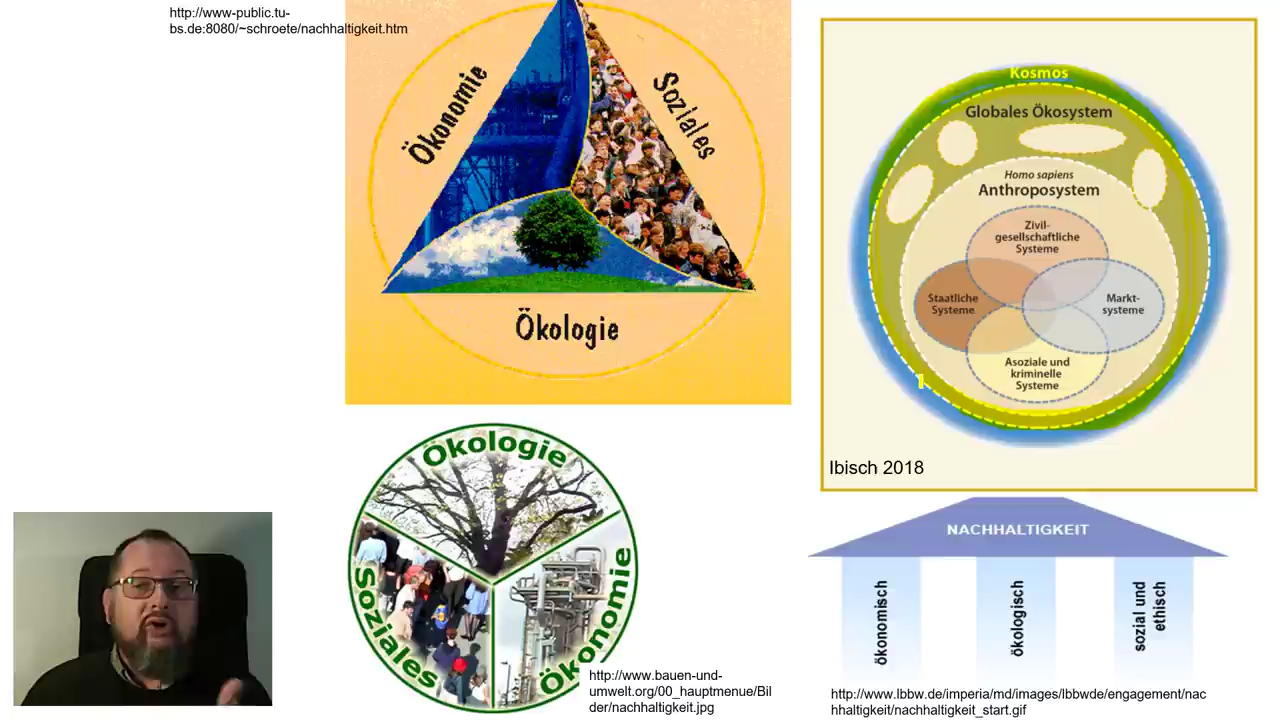 http://www-public.tu-
bs.de:8080/~schroete/nachhaltigkeit.htm
Ökonomie
Soziales
Ökologie
Kosmos
Globales Ökosystem
Homo sapiens
Anthroposystem
Zivil-
gesellschaftliche
Systeme
Staatliche
Systeme
Markt-
systeme
Asoziale und
kriminelle
Systeme
Ibisch 2018
Ökologie
Soziales
Ökonomie
http://www.bauen-und-
umwelt.org/00_hauptmenue/Bil
der/nachhaltigkeit.jpg
NACHHALTIGKEIT
ökonomisch
ökologisch
sozial und
ethisch
http://www.lbbw.de/imperia/md/images/lbbwde/engagement/nac
hhaltigkeit/nachhaltigkeit_start.gif